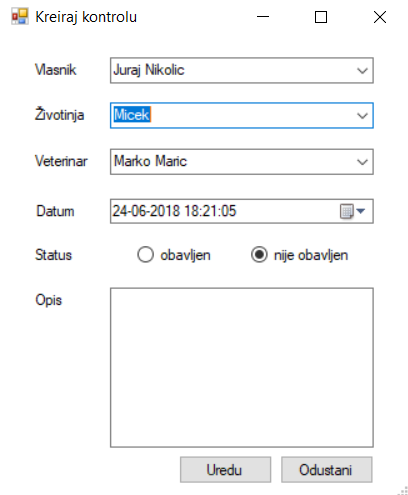 Kreiraj kontrolu
Vlasnik Juraj Nikolic
Životinja Micek
Veterinar Marko Maric
Datum 24-06-2018 18:21:05
Status obavljen nije obavljen
Opis
Uredu Odustani